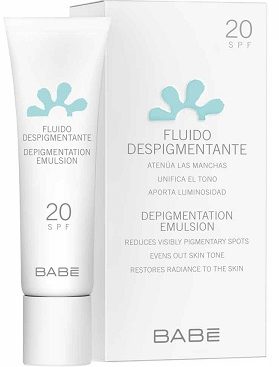 FLUIDO
DESPIGMENTANTE
DEPIGMENTATION
EMULSION
20
SPF
BABÉ
20
SPF
FLUIDO
DESPIGMENTANTE
ATENÚA LAS MANCHAS
UNIFICA EL TONO
APORTA LUMINOSIDAD
DEPIGMENTATION
EMULSION
REDUCES VISIBLY PIGMENTARY SPOTS
EVENS OUT SKIN TONE
RESTORES RADIANCE TO THE SKIN
BABÉ